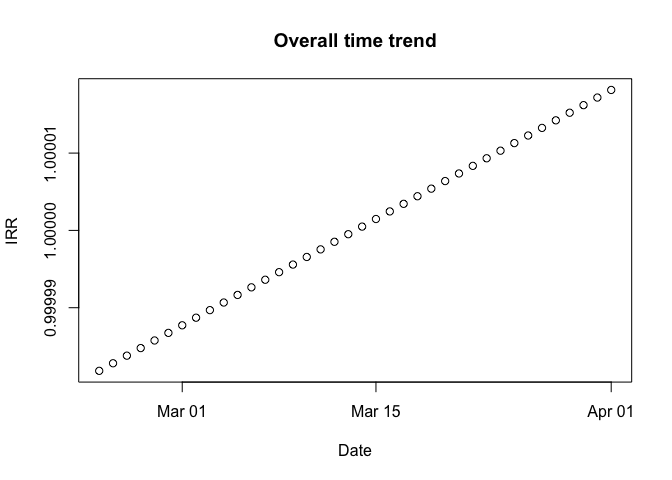 Overall time trend
IRR
1.00001
1.00000
0.99999
Mar 01
Mar 15
Apr 01
Date